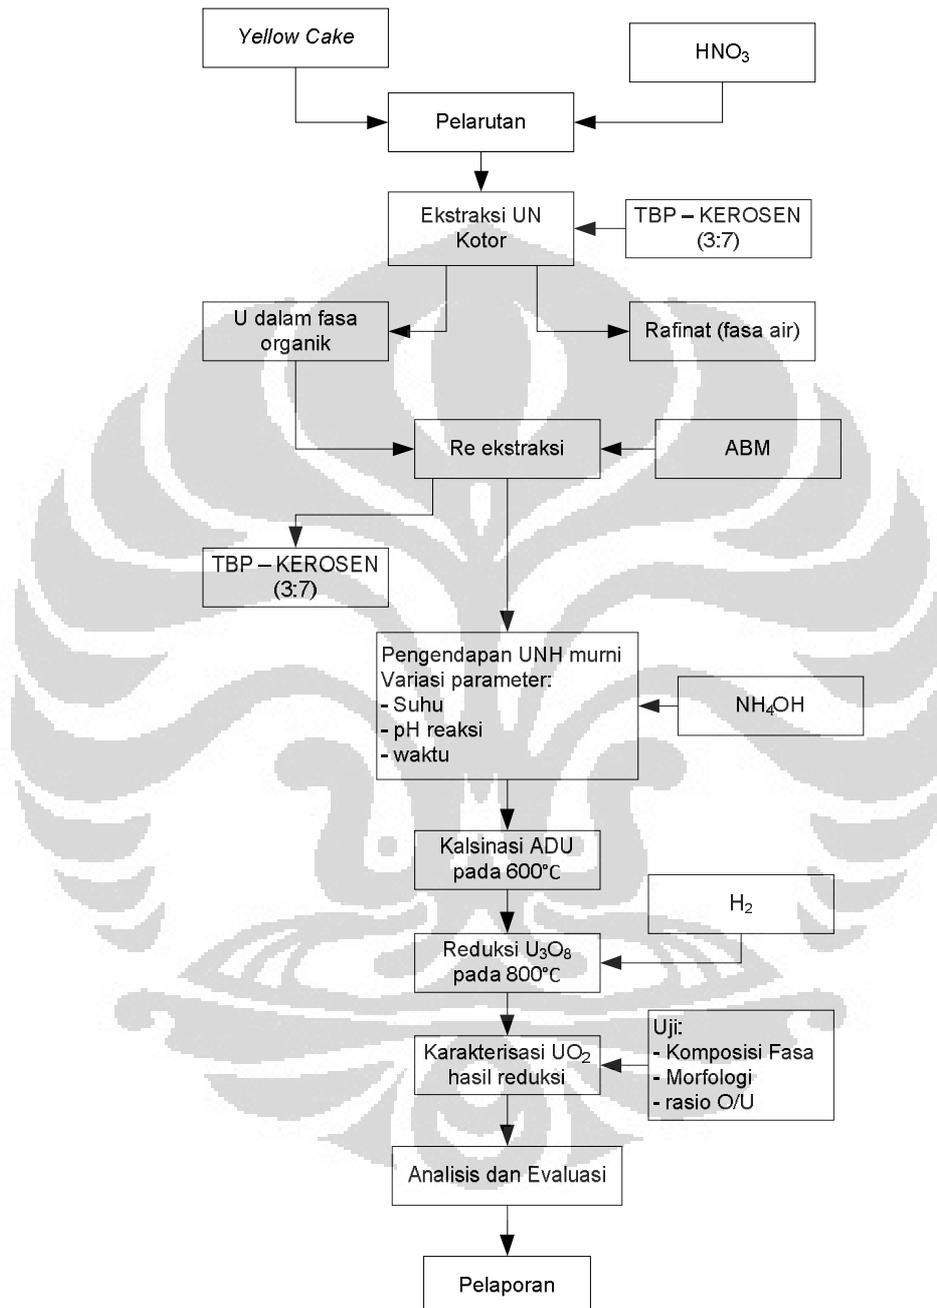 Yellow Cake
HNO₃
Pelarutan
Ekstraksi UN
Kotor
TBP – KEROSEN
(3:7)
U dalam fasa
organik
Rafinat (fasa air)
Re ekstraksi
ABM
TBP – KEROSEN
(3:7)
Pengendapan UNH murni
Variasi parameter:
- Suhu
- pH reaksi
- waktu
NH₄OH
Kalsinasi ADU
pada 600°C
H₂
Reduksi U₃O₈
pada 800°C
Karakterisasi UO₂
hasil reduksi
Uji:
- Komposisi Fasa
- Morfologi
- rasio O/U
Analisis dan Evaluasi
Pelaporan